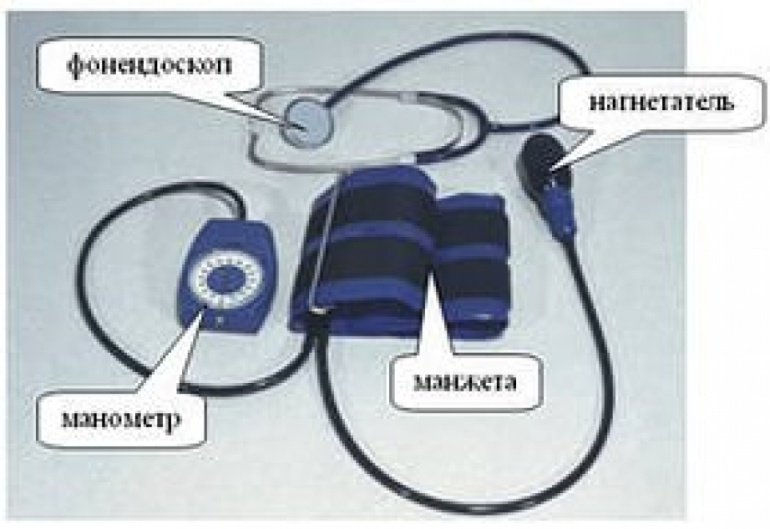 фонендоскоп
нагнетатель
манжета
манометр